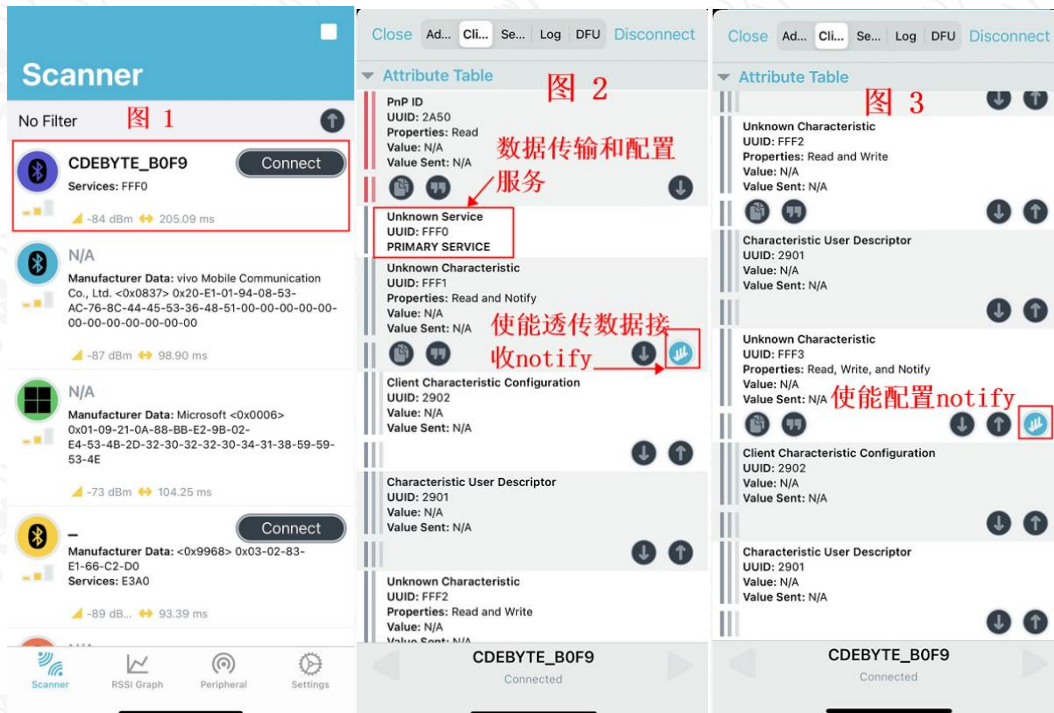 Scanner
图 1
No Filter
CDEBYTE_B0F9
Connect
Services: FFF0
-84 dBm
205.09 ms
N/A
Manufacturer Data: vivo Mobile Communication
Co., Ltd. <0x0837> 0x20-E1-01-94-08-53-
AC-76-8C-44-45-53-36-48-51-00-00-00-00-00-
00-00-00-00-00-00-00
-87 dBm
98.90 ms
N/A
Manufacturer Data: Microsoft <0x0006>
0x01-09-21-0A-88-BB-E2-9B-02-
E4-53-4B-2D-32-30-32-32-30-34-31-38-59-59-
53-4E
-73 dBm
104.25 ms
_
Connect
Manufacturer Data: <0x9968> 0x03-02-83-
E1-66-C2-D0
Services: E3A0
-89 dB...
93.39 ms
Scanner
RSSI Graph
Peripheral
Settings
Close
Ad...
Cli...
Se...
Log
DFU
Disconnect
Attribute Table
图 2
PnP ID
UUID: 2A50
Properties: Read
Value: N/A
Value Sent: N/A
数据传输和配置
服务
Unknown Service
UUID: FFF0
PRIMARY SERVICE
Unknown Characteristic
UUID: FFF1
Properties: Read and Notify
Value: N/A
Value Sent: N/A
使能透传数据接
收notify
Client Characteristic Configuration
UUID: 2902
Value: N/A
Value Sent: N/A
Characteristic User Descriptor
UUID: 2901
Value: N/A
Value Sent: N/A
Unknown Characteristic
UUID: FFF2
Properties: Read and Write
Value: N/A
Value Sent: N/A
CDEBYTE_B0F9
Connected
Close
Ad...
Cli...
Se...
Log
DFU
Disconnect
Attribute Table
图 3
Unknown Characteristic
UUID: FFF2
Properties: Read and Write
Value: N/A
Value Sent: N/A
Characteristic User Descriptor
UUID: 2901
Value: N/A
Value Sent: N/A
Unknown Characteristic
UUID: FFF3
Properties: Read, Write, and Notify
Value: N/A
Value Sent: N/A
使能配置notify
Client Characteristic Configuration
UUID: 2902
Value: N/A
Value Sent: N/A
Characteristic User Descriptor
UUID: 2901
Value: N/A
Value Sent: N/A
CDEBYTE_B0F9
Connected